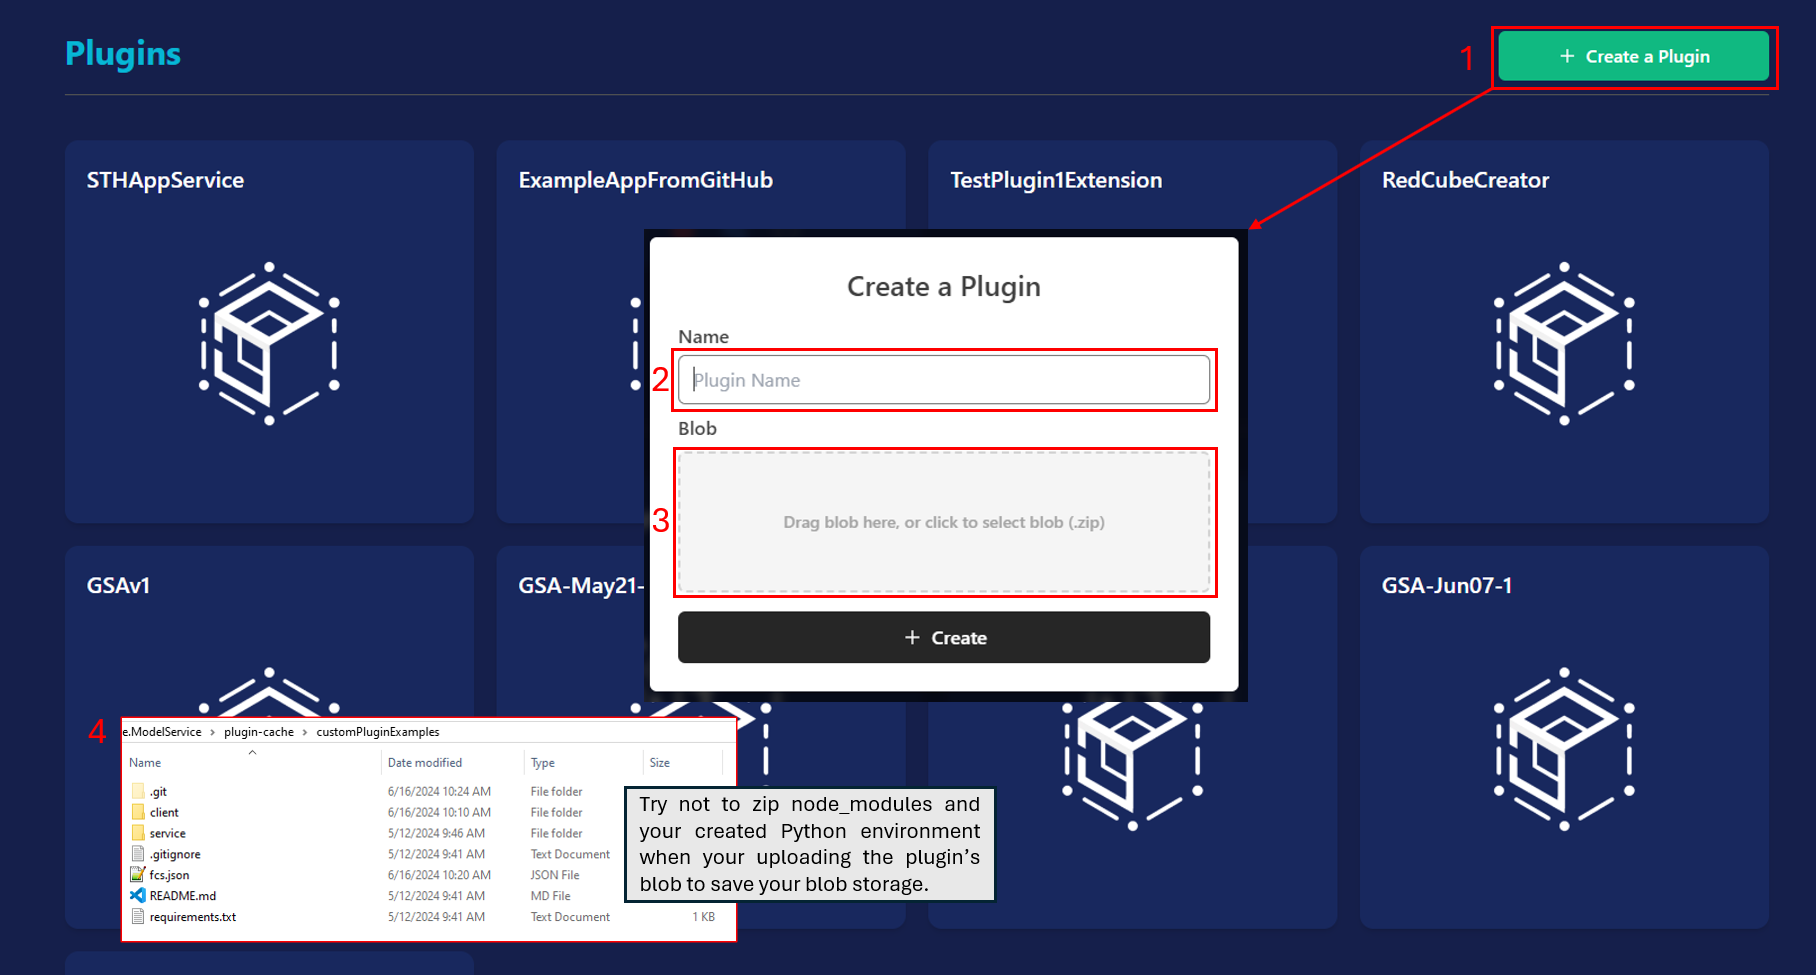 Plugins
1
+ Create a Plugin
STHAppService
ExampleAppFromGitHub
TestPlugin1Extension
RedCubeCreator
Create a Plugin
Name
2
Plugin Name
Blob
3
Drag blob here, or click to select blob (.zip)
+ Create
GSAv1
GSA-May21-
GSA-Jun07-1
4
e.ModelService > plugin-cache > customPluginExamples
Name Date modified Type Size
.git 6/16/2024 10:24 AM File folder
client 6/16/2024 10:10 AM File folder
service 5/12/2024 9:46 AM File folder
.gitignore 5/12/2024 9:41 AM Text Document
fcs.json 6/16/2024 10:20 AM JSON File
README.md 5/12/2024 9:41 AM MD File
requirements.txt 5/12/2024 9:41 AM Text Document 1 KB
Try not to zip node_modules and
your created Python environment
when your uploading the plugin's
blob to save your blob storage.